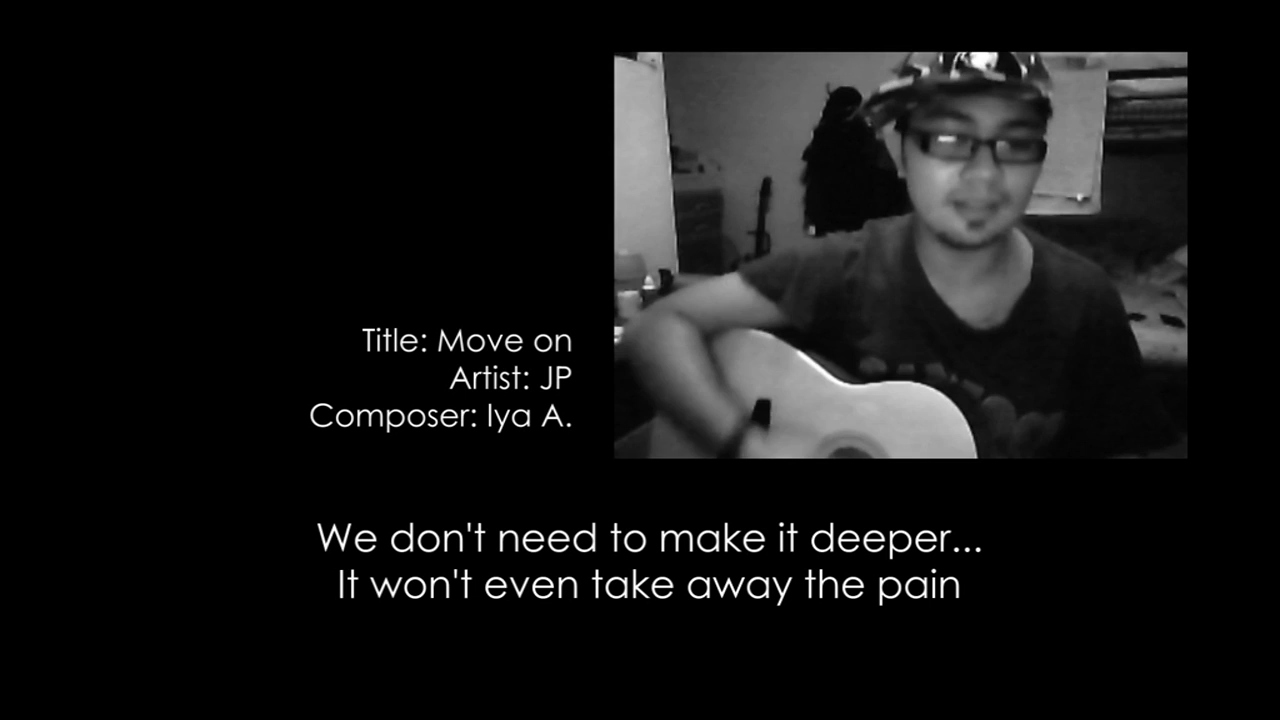 Title: Move on
Artist: JP
Composer: Iya A.
We don't need to make it deeper...
It won't even take away the pain